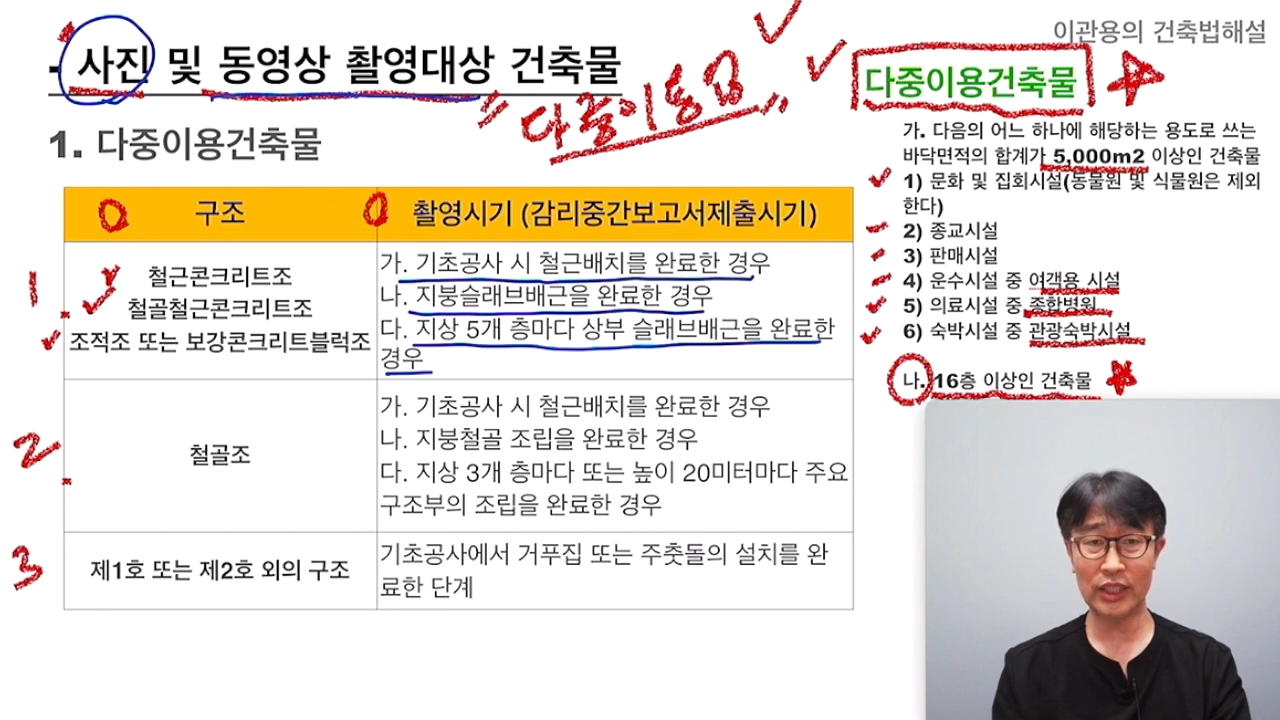 이관용의 건축법해설
- 사진 및 동영상 촬영대상 건축물
"다중이용"
1. 다중이용건축물
구조
촬영시기 (감리중간보고서제출시기)
1.
철근콘크리트조
철골철근콘크리트조
조적조 또는 보강콘크리트블럭조
가. 기초공사 시 철근배치를 완료한 경우
나. 지붕슬래브배근을 완료한 경우
다. 지상 5개 층마다 상부 슬래브배근을 완료한
경우
2.
철골조
가. 기초공사 시 철근배치를 완료한 경우
나. 지붕철골 조립을 완료한 경우
다. 지상 3개 층마다 또는 높이 20미터마다 주요
구조부의 조립을 완료한 경우
3
제1호 또는 제2호 외의 구조
기초공사에서 거푸집 또는 주춧돌의 설치를 완
료한 단계
다중이용건축물
가. 다음의 어느 하나에 해당하는 용도로 쓰는
바닥면적의 합계가 5,000m2 이상인 건축물
1) 문화 및 집회시설(동물원 및 식물원은 제외
한다)
2) 종교시설
3) 판매시설
4) 운수시설 중 여객용 시설
5) 의료시설 중 종합병원
6) 숙박시설 중 관광숙박시설
나. 16층 이상인 건축물